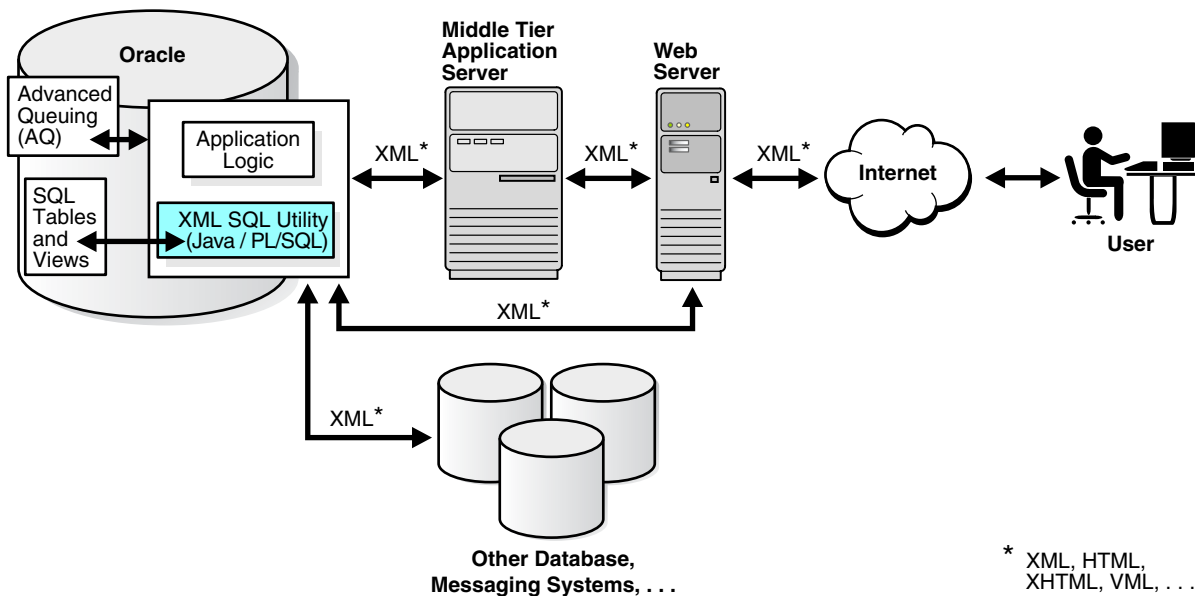 Oracle
Middle Tier
Application
Server
Web
Server
Advanced
Queuing
(AQ)
Application
Logic
SQL
Tables
and
Views
XML SQL Utility
(Java / PL/SQL)
XML*
XML*
XML*
Internet
User
XML*
XML*
Other Database,
Messaging Systems, . . .
* XML, HTML,
XHTML, VML, . . .